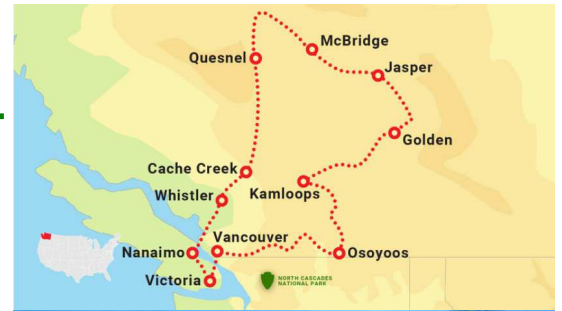 McBridge
Quesnel
Jasper
Golden
Cache Creek
Kamloops
Whistler
Vancouver
Nanaimo
Osoyoos
Victoria
NORTH CASCADES
NATIONAL PARK